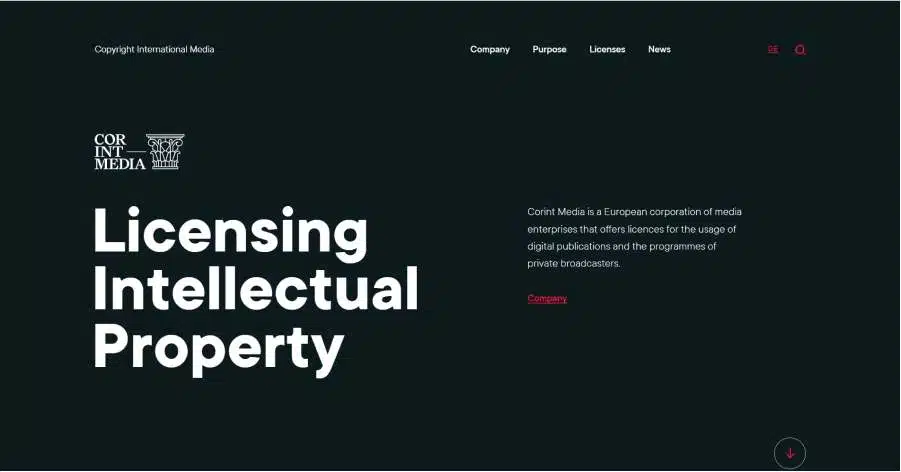 Copyright International Media
Company Purpose Licenses News
DE
COR
INT
MEDIA
Licensing
Intellectual
Property
Corint Media is a European corporation of media
enterprises that offers licences for the usage of
digital publications and the programmes of
private broadcasters.
Company